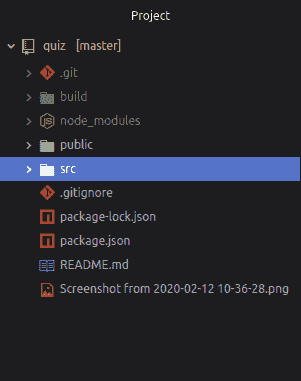 Project
quiz [master]
.git
build
node_modules
public
src
.gitignore
package-lock.json
package.json
README.md
Screenshot from 2020-02-12 10-36-28.png